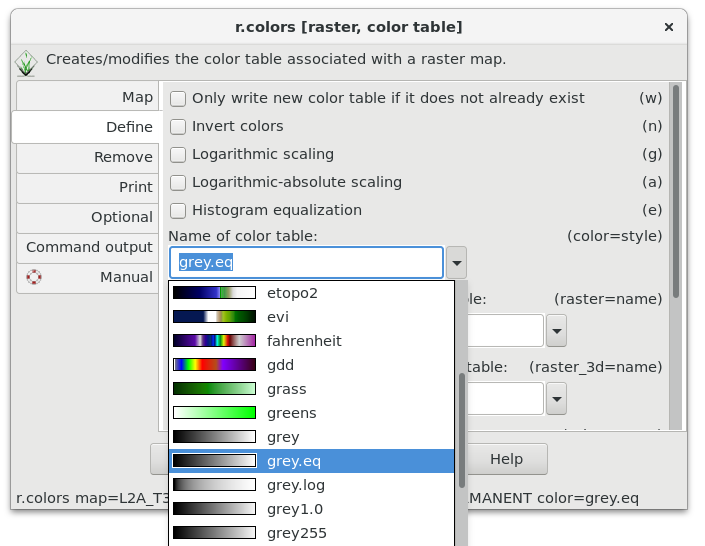 r.colors [raster, color table]
Creates/modifies the color table associated with a raster map.
Map
Define
Remove
Print
Optional
Command output
Manual
Only write new color table if it does not already exist (w)
Invert colors (n)
Logarithmic scaling (g)
Logarithmic-absolute scaling (a)
Histogram equalization (e)
Name of color table: (color=style)
grey.eq
(raster=name)
table: (raster_3d=name)
etopo2
evi
fahrenheit
gdd
grass
greens
grey
grey.eq
grey.log
grey1.0
grey255
Help
r.colors map=L2A_T3 MANENT color=grey.eq